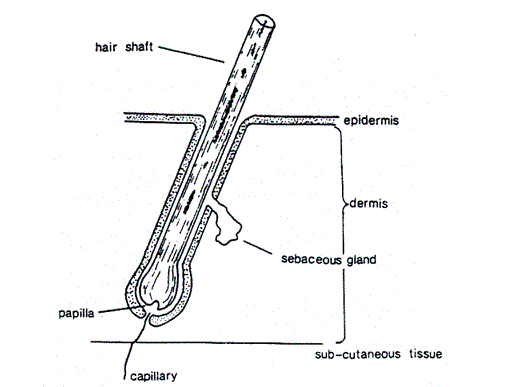 hair shaft
epidermis
dermis
sebaceous gland
papilla
sub-cutaneous tissue
capillary